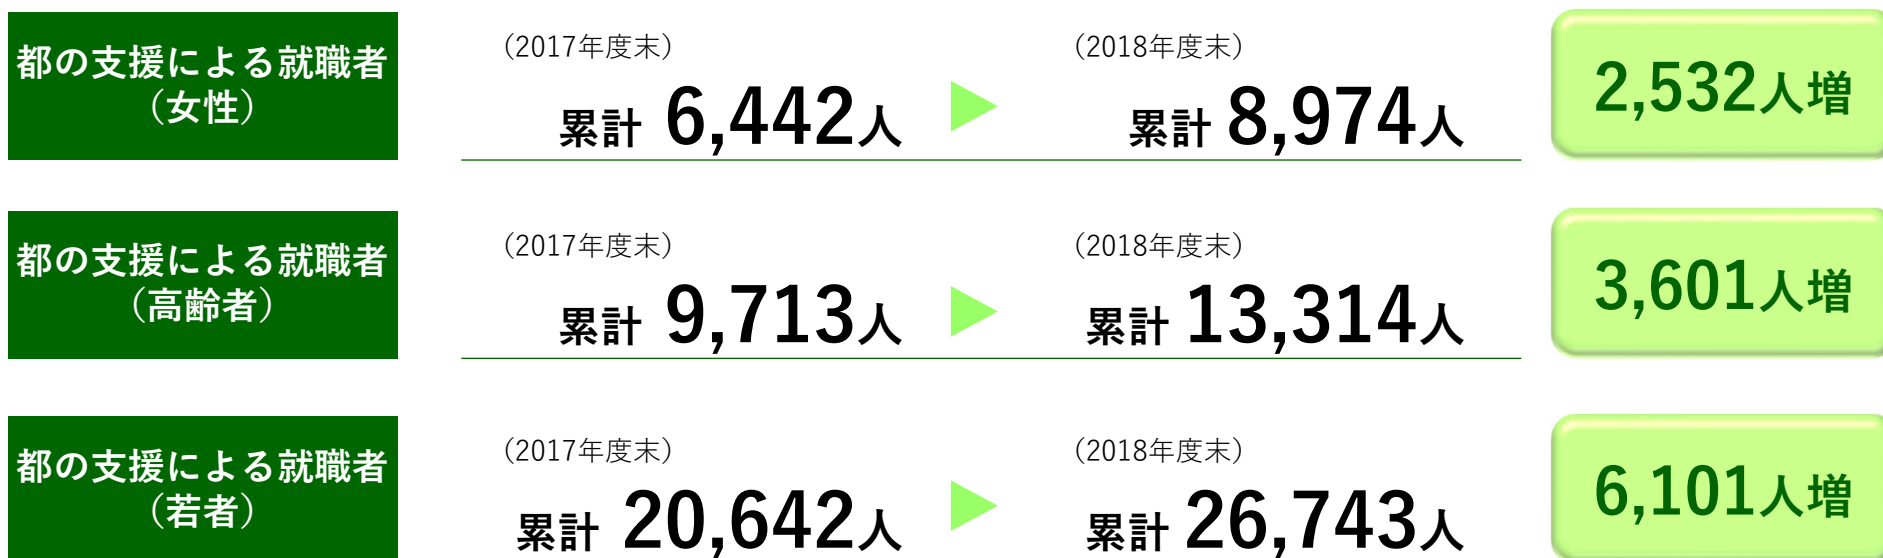 都の支援による就職者
（女性）
（2017年度末）
累計 6,442人
（2018年度末）
累計 8,974人
2,532人増
都の支援による就職者
（高齢者）
（2017年度末）
累計 9,713人
（2018年度末）
累計 13,314人
3,601人増
都の支援による就職者
（若者）
（2017年度末）
累計 20,642人
（2018年度末）
累計 26,743人
6,101人増